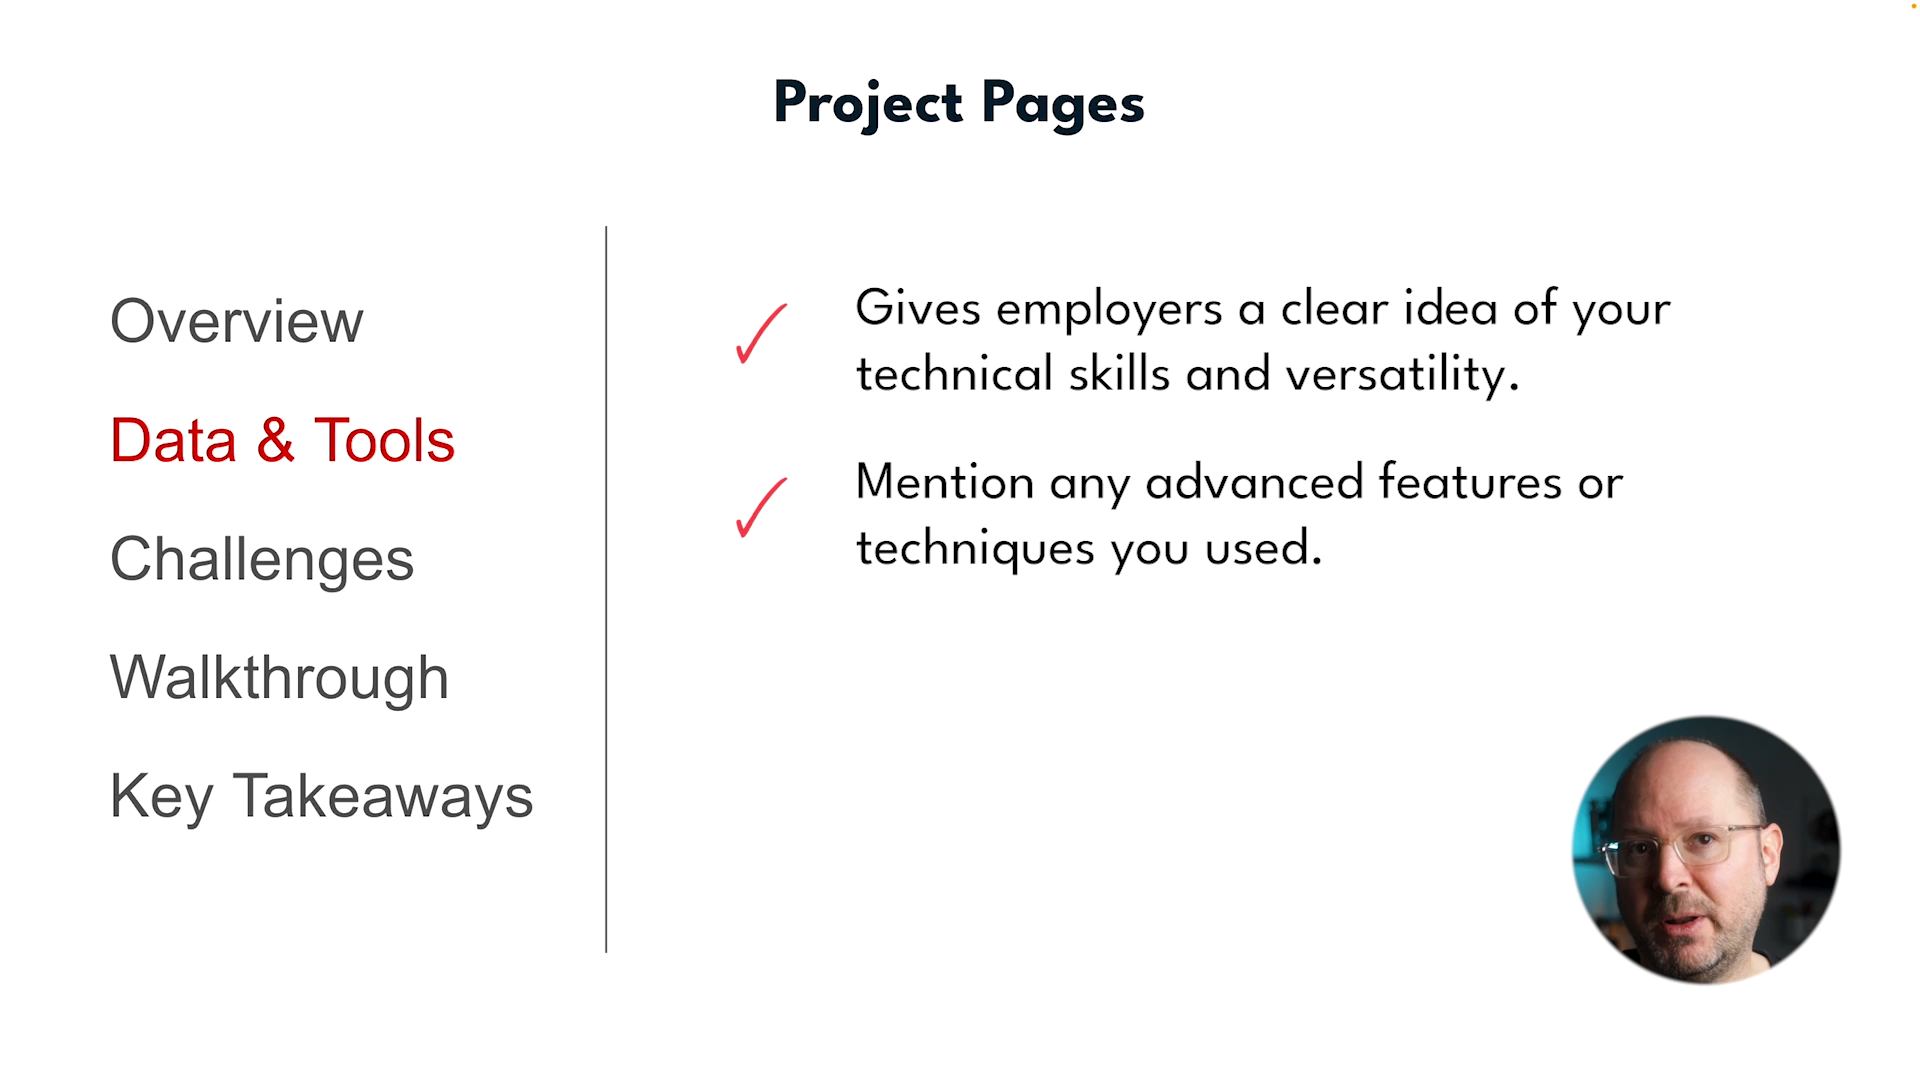 Project Pages
Overview
Data & Tools
Challenges
Walkthrough
Key Takeaways
Gives employers a clear idea of your
technical skills and versatility.
Mention any advanced features or
techniques you used.